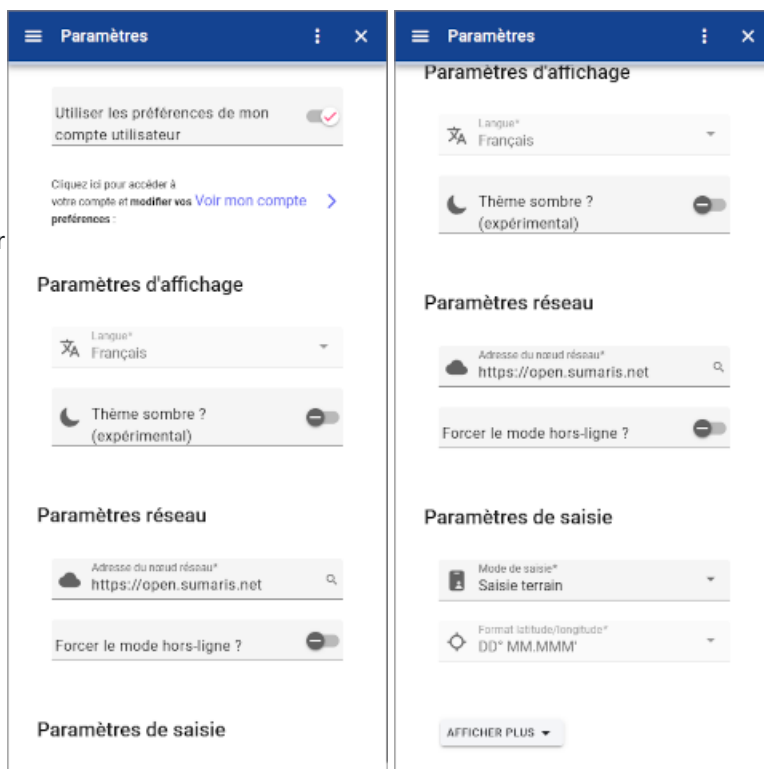 Paramètres
Utiliser les préférences de mon
compte utilisateur
Cliquez ici pour accéder à
votre compte et modifier vos
préférences :
Voir mon compte
r
Paramètres d'affichage
Langue*
Français
Thème sombre ?
(expérimental)
Paramètres réseau
Adresse du nœud réseau*
https://open.sumaris.net
Forcer le mode hors-ligne ?
Paramètres de saisie
Paramètres
Paramètres d'affichage
Langue*
Français
Thème sombre ?
(expérimental)
Paramètres réseau
Adresse du nœud réseau*
https://open.sumaris.net
Forcer le mode hors-ligne ?
Paramètres de saisie
Mode de saisie*
Saisie terrain
Format latitude/longitude*
DD° MM.MMM'
AFFICHER PLUS